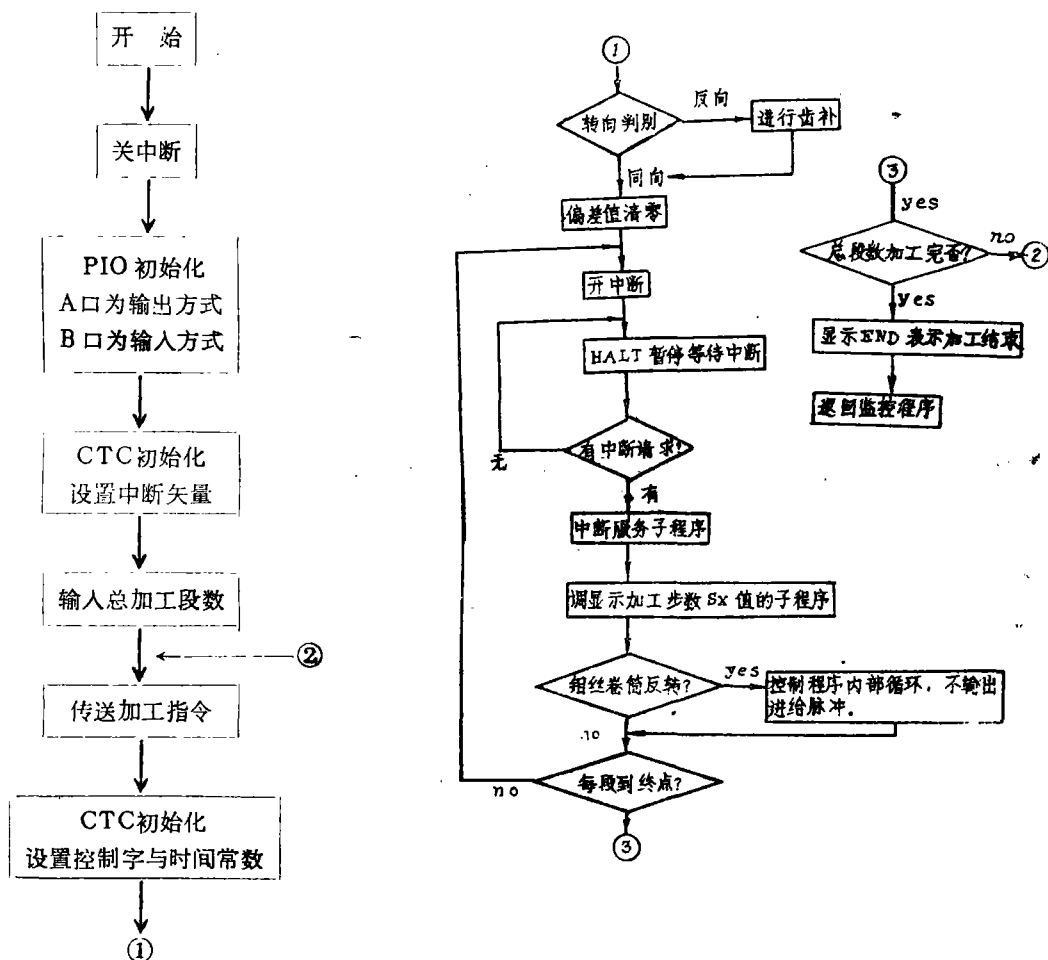 开 始
关中断
PIO 初始化
A口为输出方式
B口为输入方式
CTC初始化
设置中断矢量
输入总加工段数
②
传送加工指令
CTC初始化
设置控制字与时间常数
①
①
转向判别
反向
进行齿补
同向
偏差值清零
开中断
HALT 暂停等待中断
有中断请求?
无
有
中断服务子程序
调显示加工步数 Sx 值的子程序
钼丝卷筒反转?
yes
控制程序内部循环，不输出
进给脉冲。
no
每段到终点?
no
③
③
yes
总段数加工完否?
no
②
yes
显示 END 表示加工结束
返回监控程序